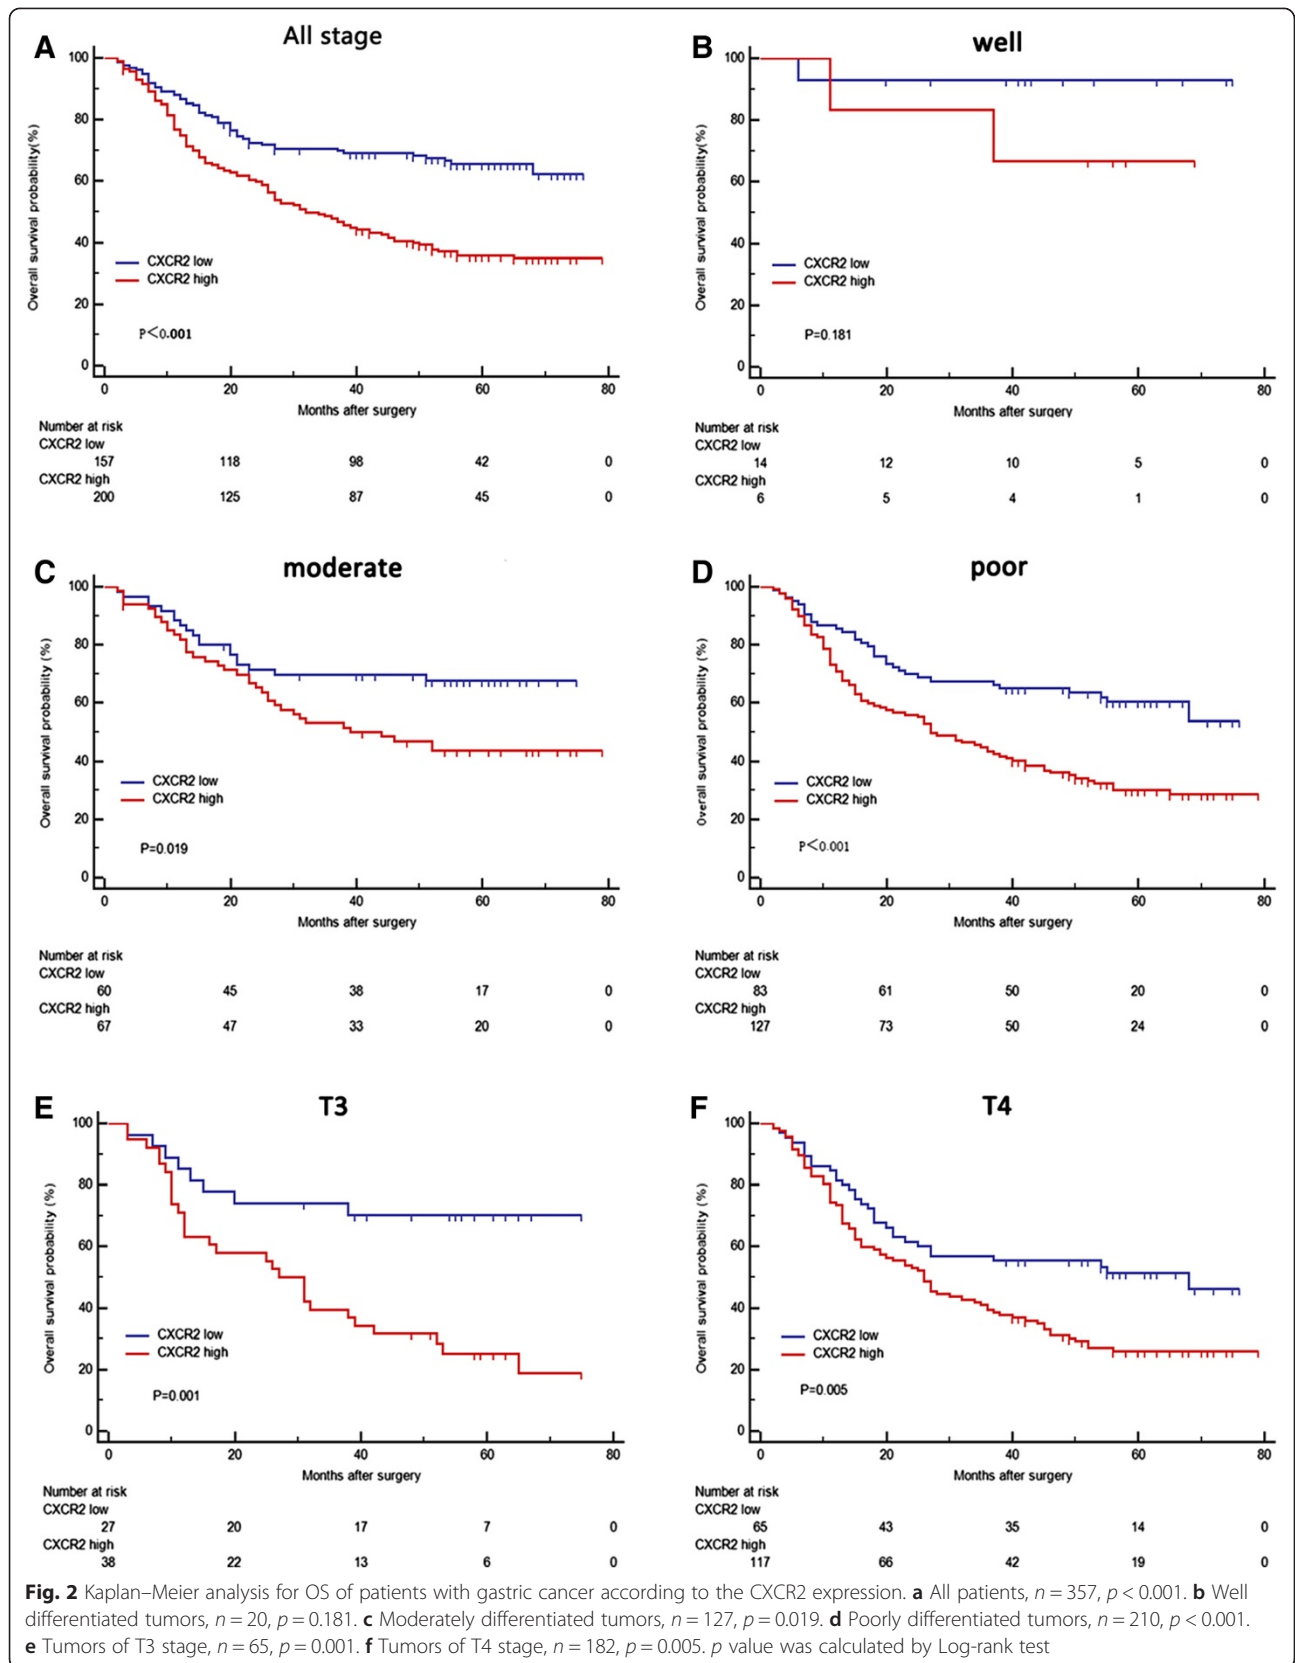 A
All stage
100
80
60
40
20
0
Overall survival probability(%)
CXCR2 low
CXCR2 high
P<0.001
0 20 40 60 80
Months after surgery
Number at risk
CXCR2 low
157 118 98 42 0
CXCR2 high
200 125 87 45 0
B
well
100
80
60
40
20
0
Overall survival probability(%)
CXCR2 low
CXCR2 high
P=0.181
0 20 40 60 80
Months after surgery
Number at risk
CXCR2 low
14 12 10 5 0
CXCR2 high
6 5 4 1 0
C
moderate
100
80
60
40
20
0
Overall survival probability (%)
CXCR2 low
CXCR2 high
P=0.019
0 20 40 60 80
Months after surgery
Number at risk
CXCR2 low
60 45 38 17 0
CXCR2 high
67 47 33 20 0
D
poor
100
80
60
40
20
0
Overall survival probability (%)
CXCR2 low
CXCR2 high
P<0.001
0 20 40 60 80
Months after surgery
Number at risk
CXCR2 low
83 61 50 20 0
CXCR2 high
127 73 50 24 0
E
T3
100
80
60
40
20
0
Overall survival probability (%)
CXCR2 low
CXCR2 high
P=0.001
0 20 40 60 80
Months after surgery
Number at risk
CXCR2 low
27 20 17 7 0
CXCR2 high
38 22 13 6 0
F
T4
100
80
60
40
20
0
Overall survival probability (%)
CXCR2 low
CXCR2 high
P=0.005
0 20 40 60 80
Months after surgery
Number at risk
CXCR2 low
65 43 35 14 0
CXCR2 high
117 66 42 19 0
Fig. 2 Kaplan–Meier analysis for OS of patients with gastric cancer according to the CXCR2 expression. a All patients, n = 357, p < 0.001. b Well
differentiated tumors, n = 20, p = 0.181. c Moderately differentiated tumors, n = 127, p = 0.019. d Poorly differentiated tumors, n = 210, p < 0.001.
e Tumors of T3 stage, n = 65, p = 0.001. f Tumors of T4 stage, n = 182, p = 0.005. p value was calculated by Log-rank test